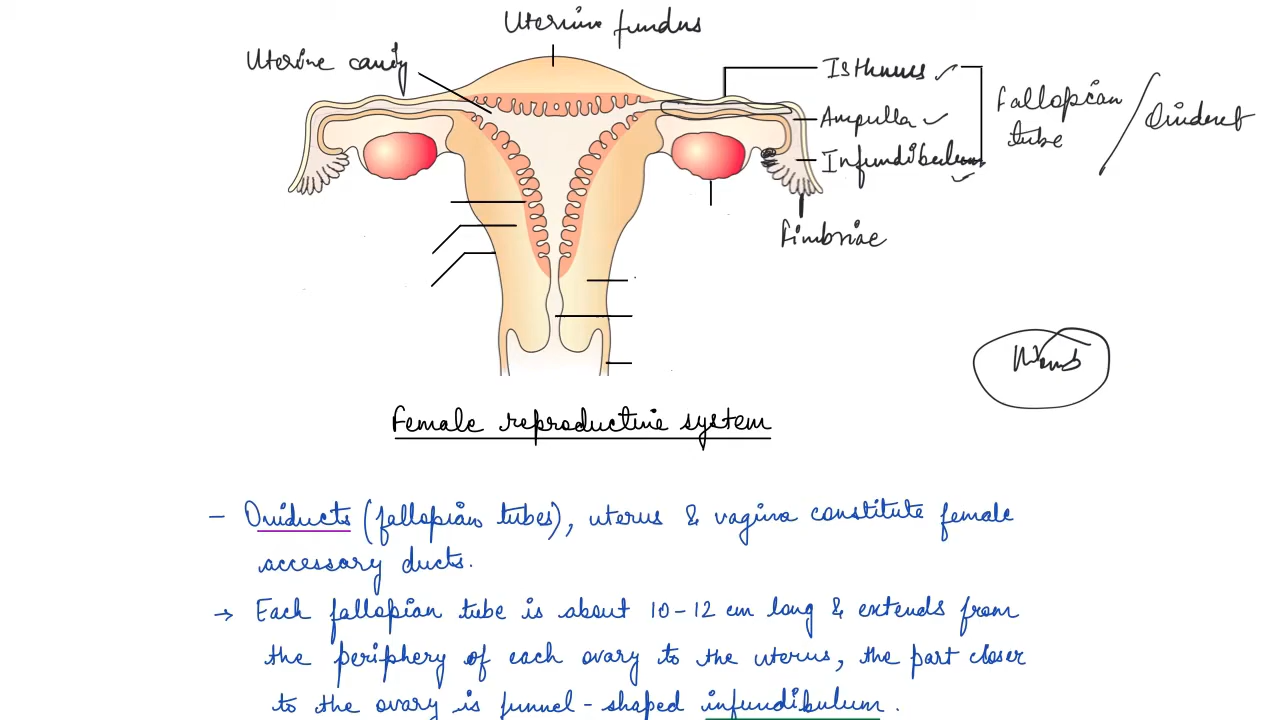 Uterine fundus
Uterine cavity
Isthmus
Ampulla
Infundibulum
Fallopian
tube
/ Oviduct
Fimbriae
Womb
Female reproductive system
- Oviducts (fallopian tubes), uterus & vagina constitute female
accessory ducts.
→ Each fallopian tube is about 10-12 cm long & extends from
the periphery of each ovary to the uterus, the part closer
to the ovary is funnel-shaped infundibulum.